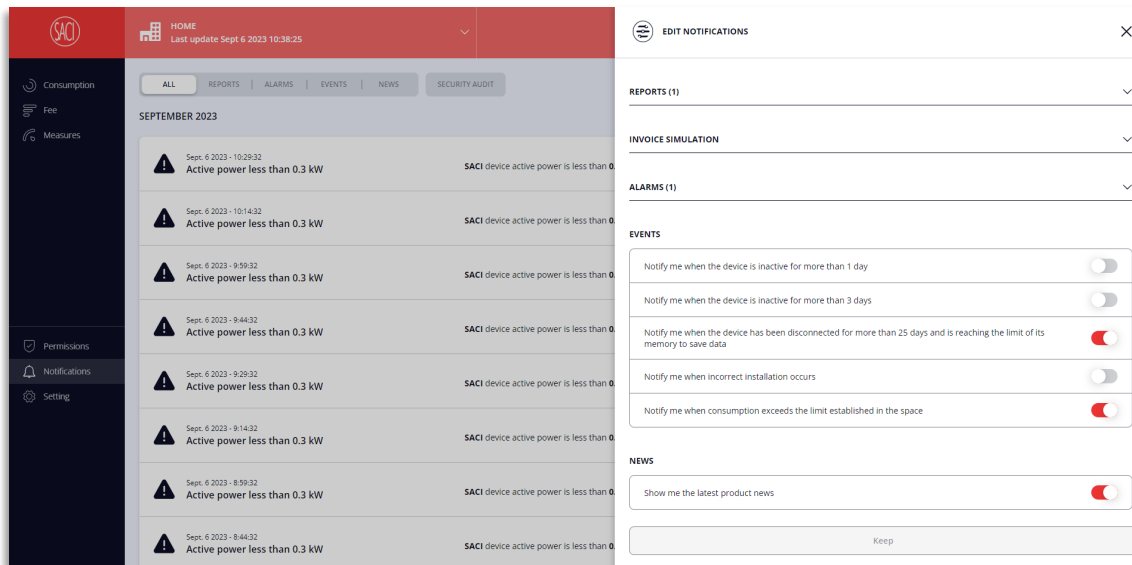 SACI
HOME
Last update Sept 6 2023 10:38:25
Consumption
Fee
Measures
Permissions
Notifications
Setting
ALL
REPORTS | ALARMS | EVENTS | NEWS
SECURITY AUDIT
SEPTEMBER 2023
Sept. 6 2023 - 10:29:32
Active power less than 0.3 kW
SACI device active power is less than 0.
Sept. 6 2023 - 10:14:32
Active power less than 0.3 kW
SACI device active power is less than 0.
Sept. 6 2023 - 9:59:32
Active power less than 0.3 kW
SACI device active power is less than 0.
Sept. 6 2023 - 9:44:32
Active power less than 0.3 kW
SACI device active power is less than 0.
Sept. 6 2023 - 9:29:32
Active power less than 0.3 kW
SACI device active power is less than 0.
Sept. 6 2023 - 9:14:32
Active power less than 0.3 kW
SACI device active power is less than 0.
Sept. 6 2023 - 8:59:32
Active power less than 0.3 kW
SACI device active power is less than 0.
Sept. 6 2023 - 8:44:32
Active power less than 0.3 kW
SACI device active power is less than 0.
EDIT NOTIFICATIONS
REPORTS (1)
INVOICE SIMULATION
ALARMS (1)
EVENTS
Notify me when the device is inactive for more than 1 day
Notify me when the device is inactive for more than 3 days
Notify me when the device has been disconnected for more than 25 days and is reaching the limit of its
memory to save data
Notify me when incorrect installation occurs
Notify me when consumption exceeds the limit established in the space
NEWS
Show me the latest product news
Keep